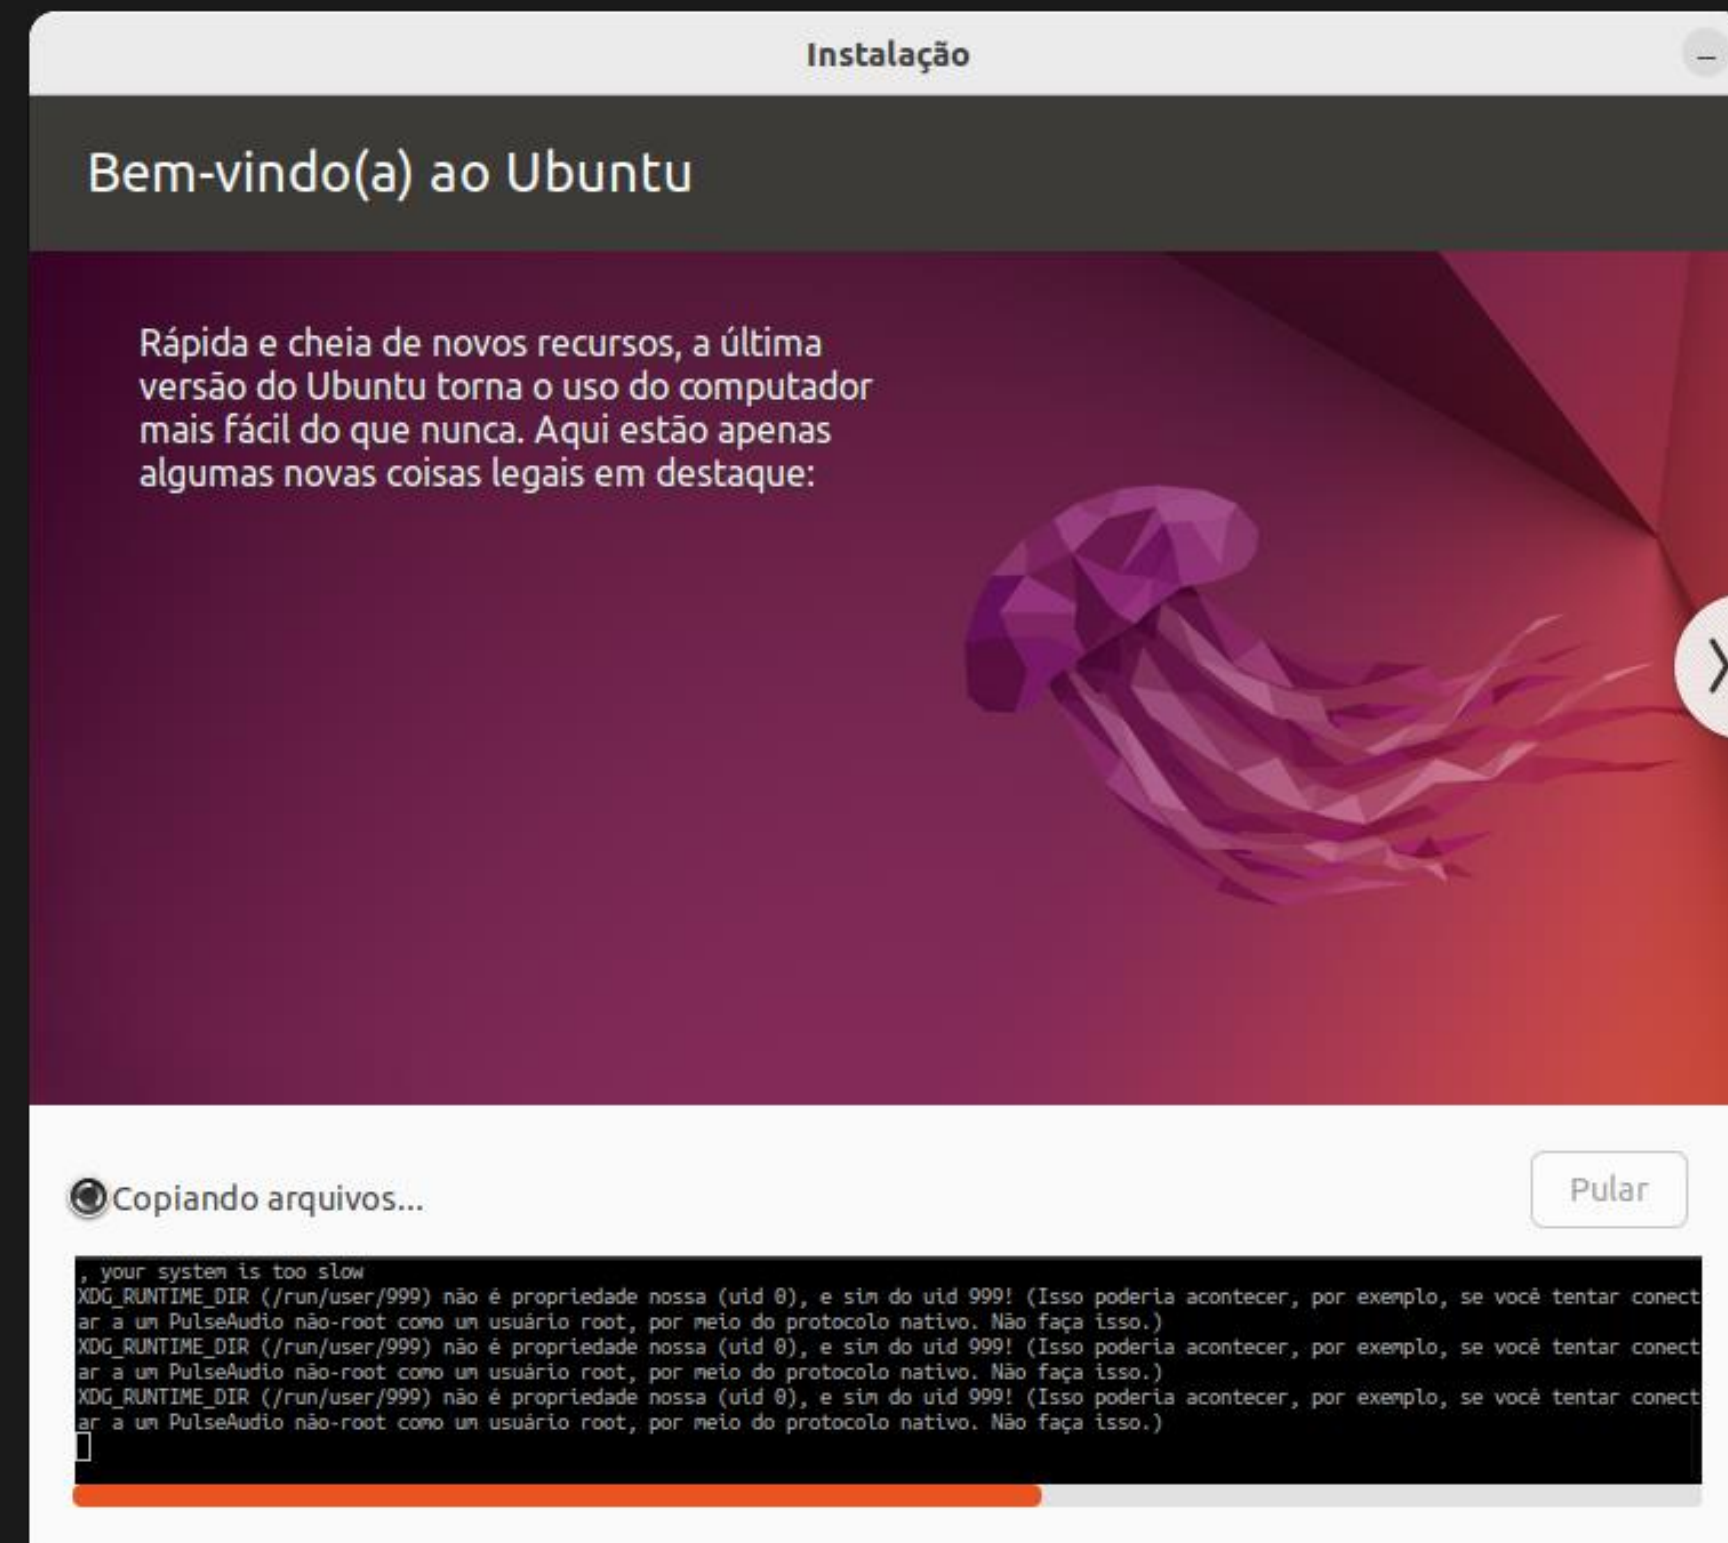 Instalação
Bem-vindo(a) ao Ubuntu
Rápida e cheia de novos recursos, a última
versão do Ubuntu torna o uso do computador
mais fácil do que nunca. Aqui estão apenas
algumas novas coisas legais em destaque:
Copiando arquivos...
Pular
, your system is too slow
XDG_RUNTIME_DIR (/run/user/999) não é propriedade nossa (uid 0), e sim do uid 999! (Isso poderia acontecer, por exemplo, se você tentar conect
ar a um PulseAudio não-root como um usuário root, por meio do protocolo nativo. Não faça isso.)
XDG_RUNTIME_DIR (/run/user/999) não é propriedade nossa (uid 0), e sim do uid 999! (Isso poderia acontecer, por exemplo, se você tentar conect
ar a um PulseAudio não-root como um usuário root, por meio do protocolo nativo. Não faça isso.)
XDG_RUNTIME_DIR (/run/user/999) não é propriedade nossa (uid 0), e sim do uid 999! (Isso poderia acontecer, por exemplo, se você tentar conect
ar a um PulseAudio não-root como um usuário root, por meio do protocolo nativo. Não faça isso.)